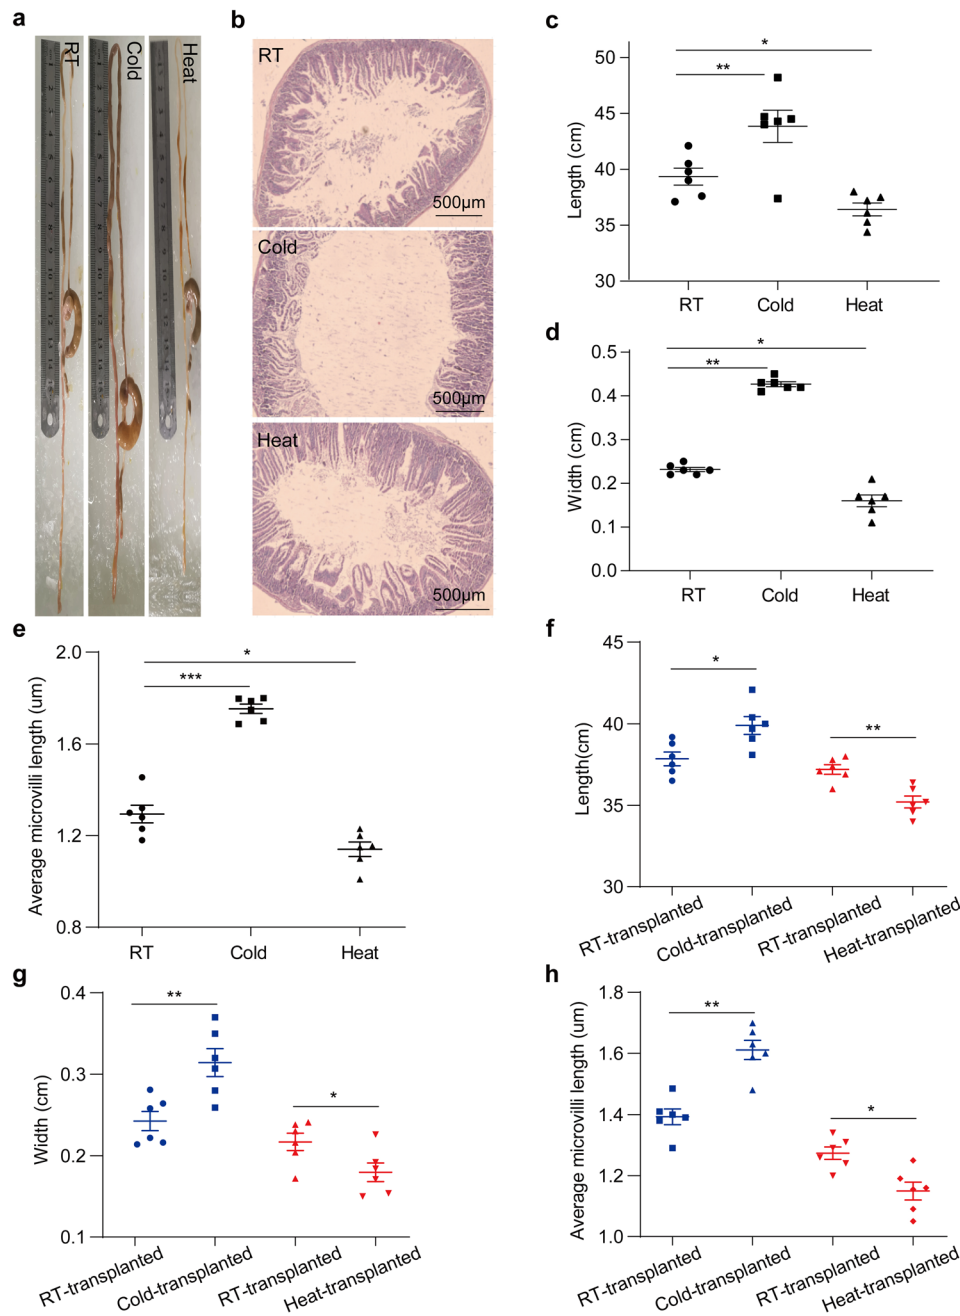 a
RT
Cold
Heat
b
RT
500μm
Cold
500μm
Heat
500μm
c
Length (cm)
50
45
40
35
30
*
**
RT Cold Heat
d
Width (cm)
0.5
0.4
0.3
0.2
0.1
0.0
*
**
RT Cold Heat
e
Average microvilli length (um)
2.0
1.6
1.2
0.8
*
***
RT Cold Heat
f
Length(cm)
45
40
35
30
*
**
RT-transplanted
Cold-transplanted
RT-transplanted
Heat-transplanted
g
Width (cm)
0.4
0.3
0.2
0.1
**
*
RT-transplanted
Cold-transplanted
RT-transplanted
Heat-transplanted
h
Average microvilli length (um)
1.8
1.6
1.4
1.2
1.0
**
*
RT-transplanted
Cold-transplanted
RT-transplanted
Heat-transplanted